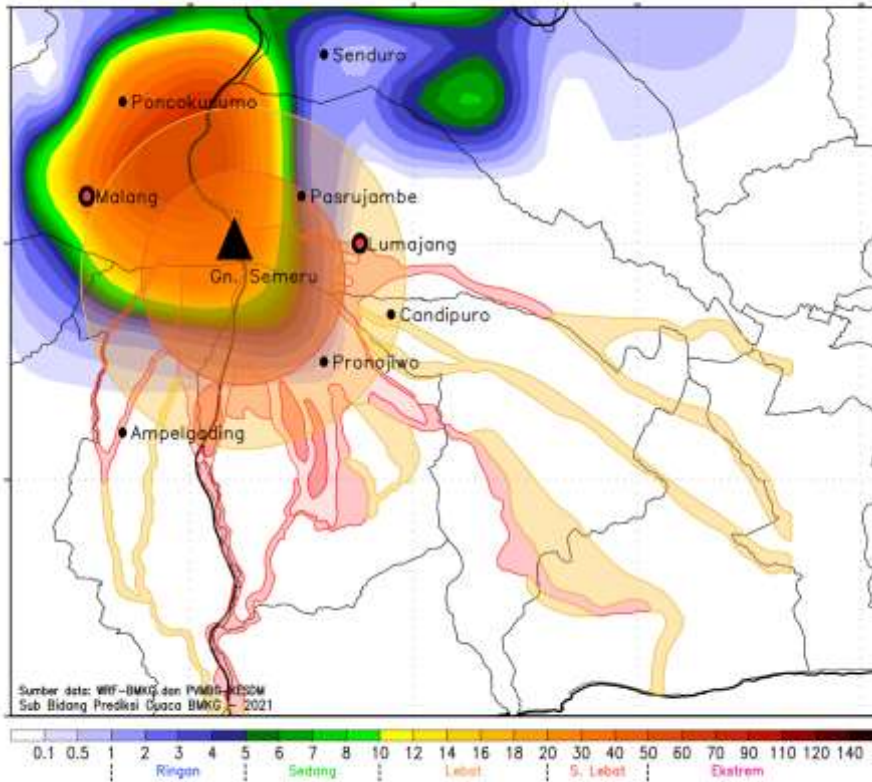 Senduro
Poncokusumo
Malang
Pasrujambe
Lumajang
Gn. Semeru
Candipuro
Pronojiwo
Ampelgading
Sumber data: WRF-BMKG dan PVMBG-KESDM
Sub Bidang Prediksi Cuaca BMKG - 2021
0.1 0.5 1 2 3 4 5 6 7 8 10 12 14 16 18 20 30 40 50 60 70 90 110 120 140
Ringan Sedang Lebat S. Lebat Ekstrem